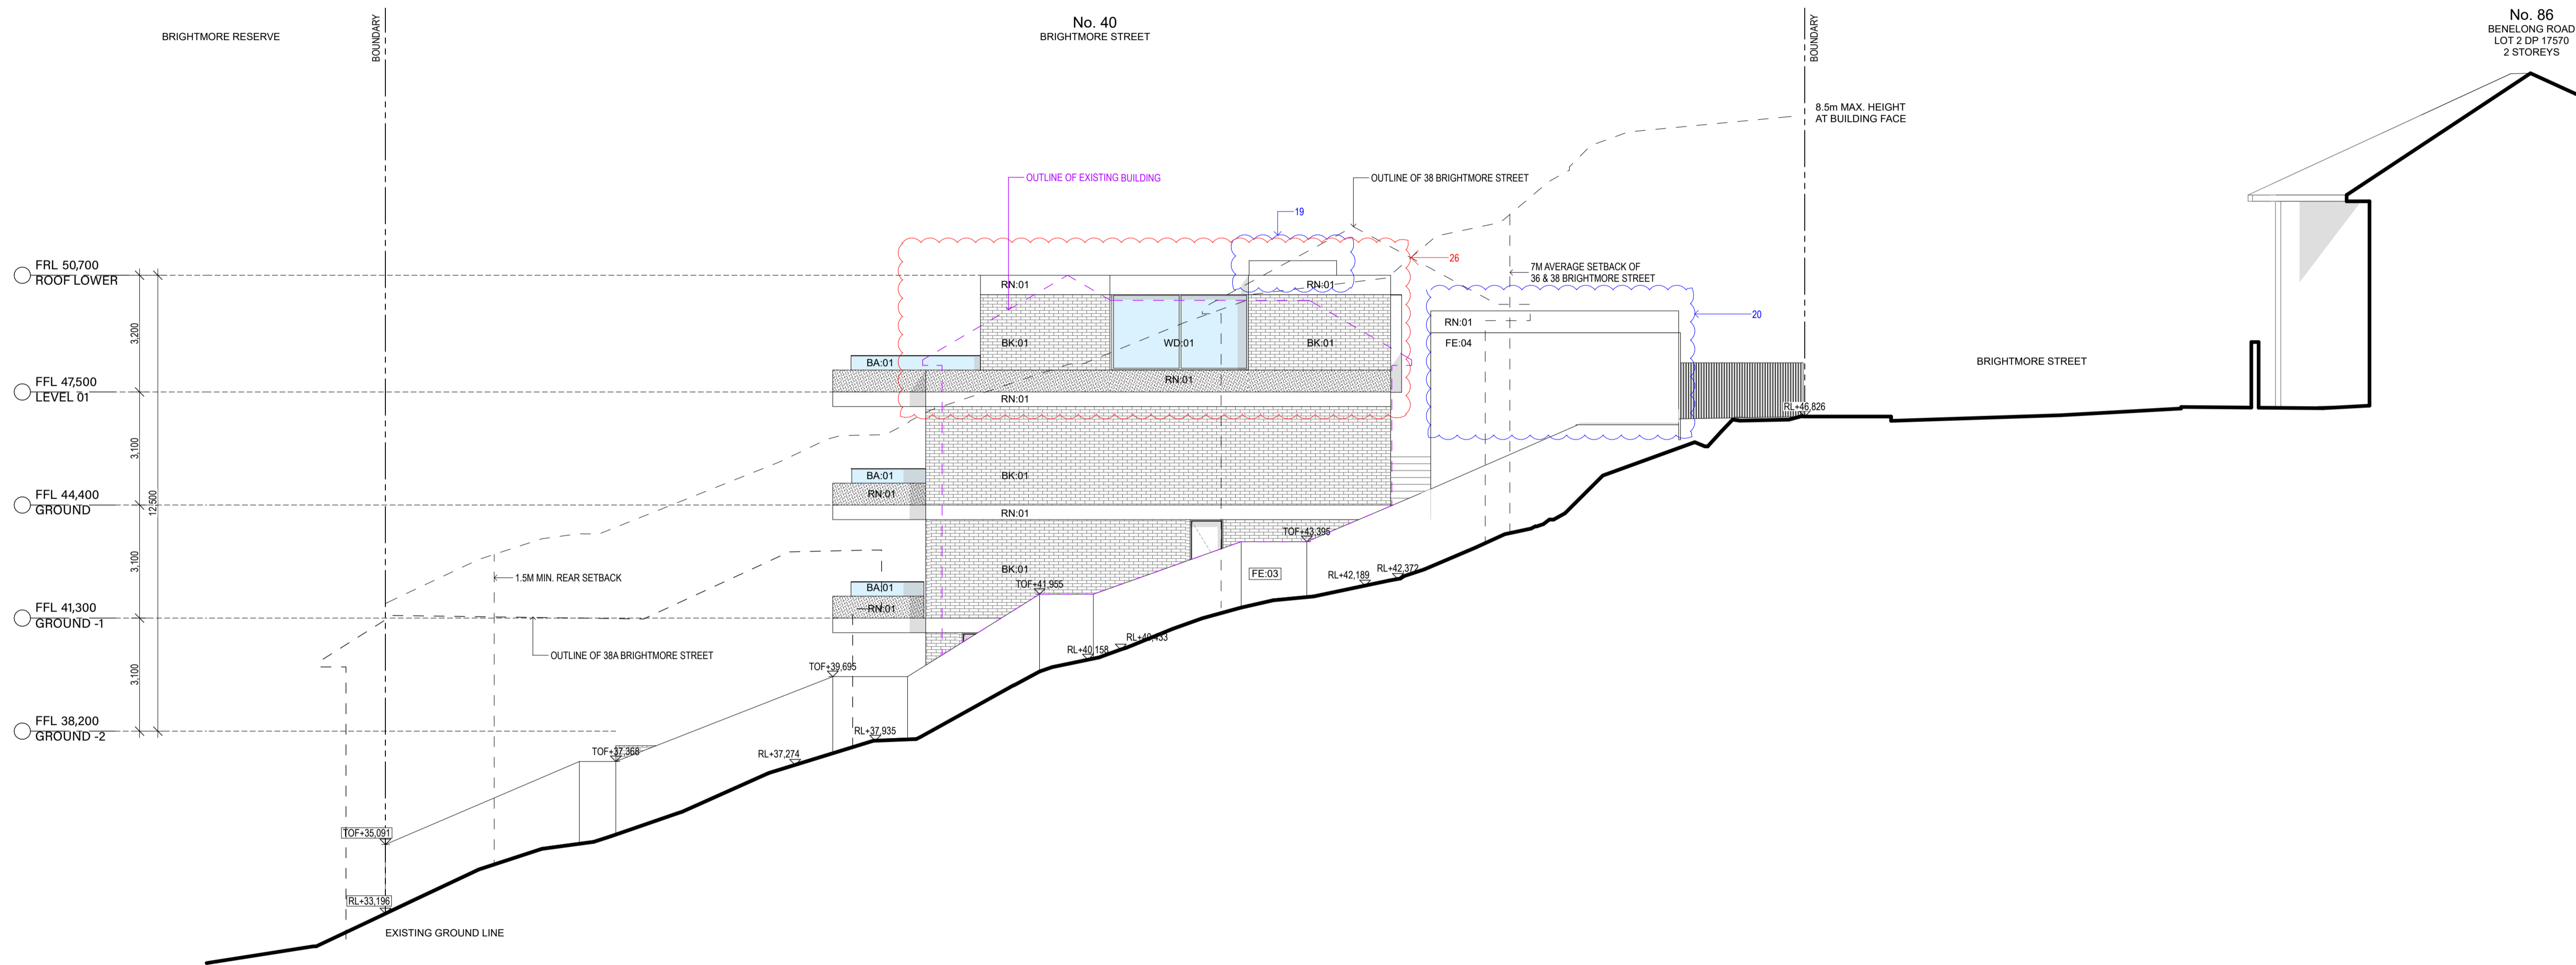 No. 40
BRIGHTMORE STREET
BRIGHTMORE RESERVE
BOUNDARY
BOUNDARY
No. 86
BENELONG ROAD
LOT 2 DP 17570
2 STOREYS
8.5m MAX. HEIGHT
AT BUILDING FACE
OUTLINE OF EXISTING BUILDING
OUTLINE OF 38 BRIGHTMORE STREET
19
26
7M AVERAGE SETBACK OF
36 & 38 BRIGHTMORE STREET
20
FRL 50,700
ROOF LOWER
3,200
RN:01
RN:01
RN:01
FE:04
BK:01
WD:01
BK:01
BA:01
RN:01
BRIGHTMORE STREET
FFL 47,500
LEVEL 01
RN:01
RL+46,826
3,100
BA:01
BK:01
RN:01
FFL 44,400
GROUND
12,500
RN:01
TOF+43,395
3,100
BK:01
FE:03
RL+42,189
RL+42,372
1.5M MIN. REAR SETBACK
TOF+41,955
BA:01
RN:01
FFL 41,300
GROUND -1
RL+40,433
RL+40,158
OUTLINE OF 38A BRIGHTMORE STREET
TOF+39,695
3,100
FFL 38,200
GROUND -2
RL+37,935
TOF+37,368
RL+37,274
TOF+35,091
RL+33,196
EXISTING GROUND LINE